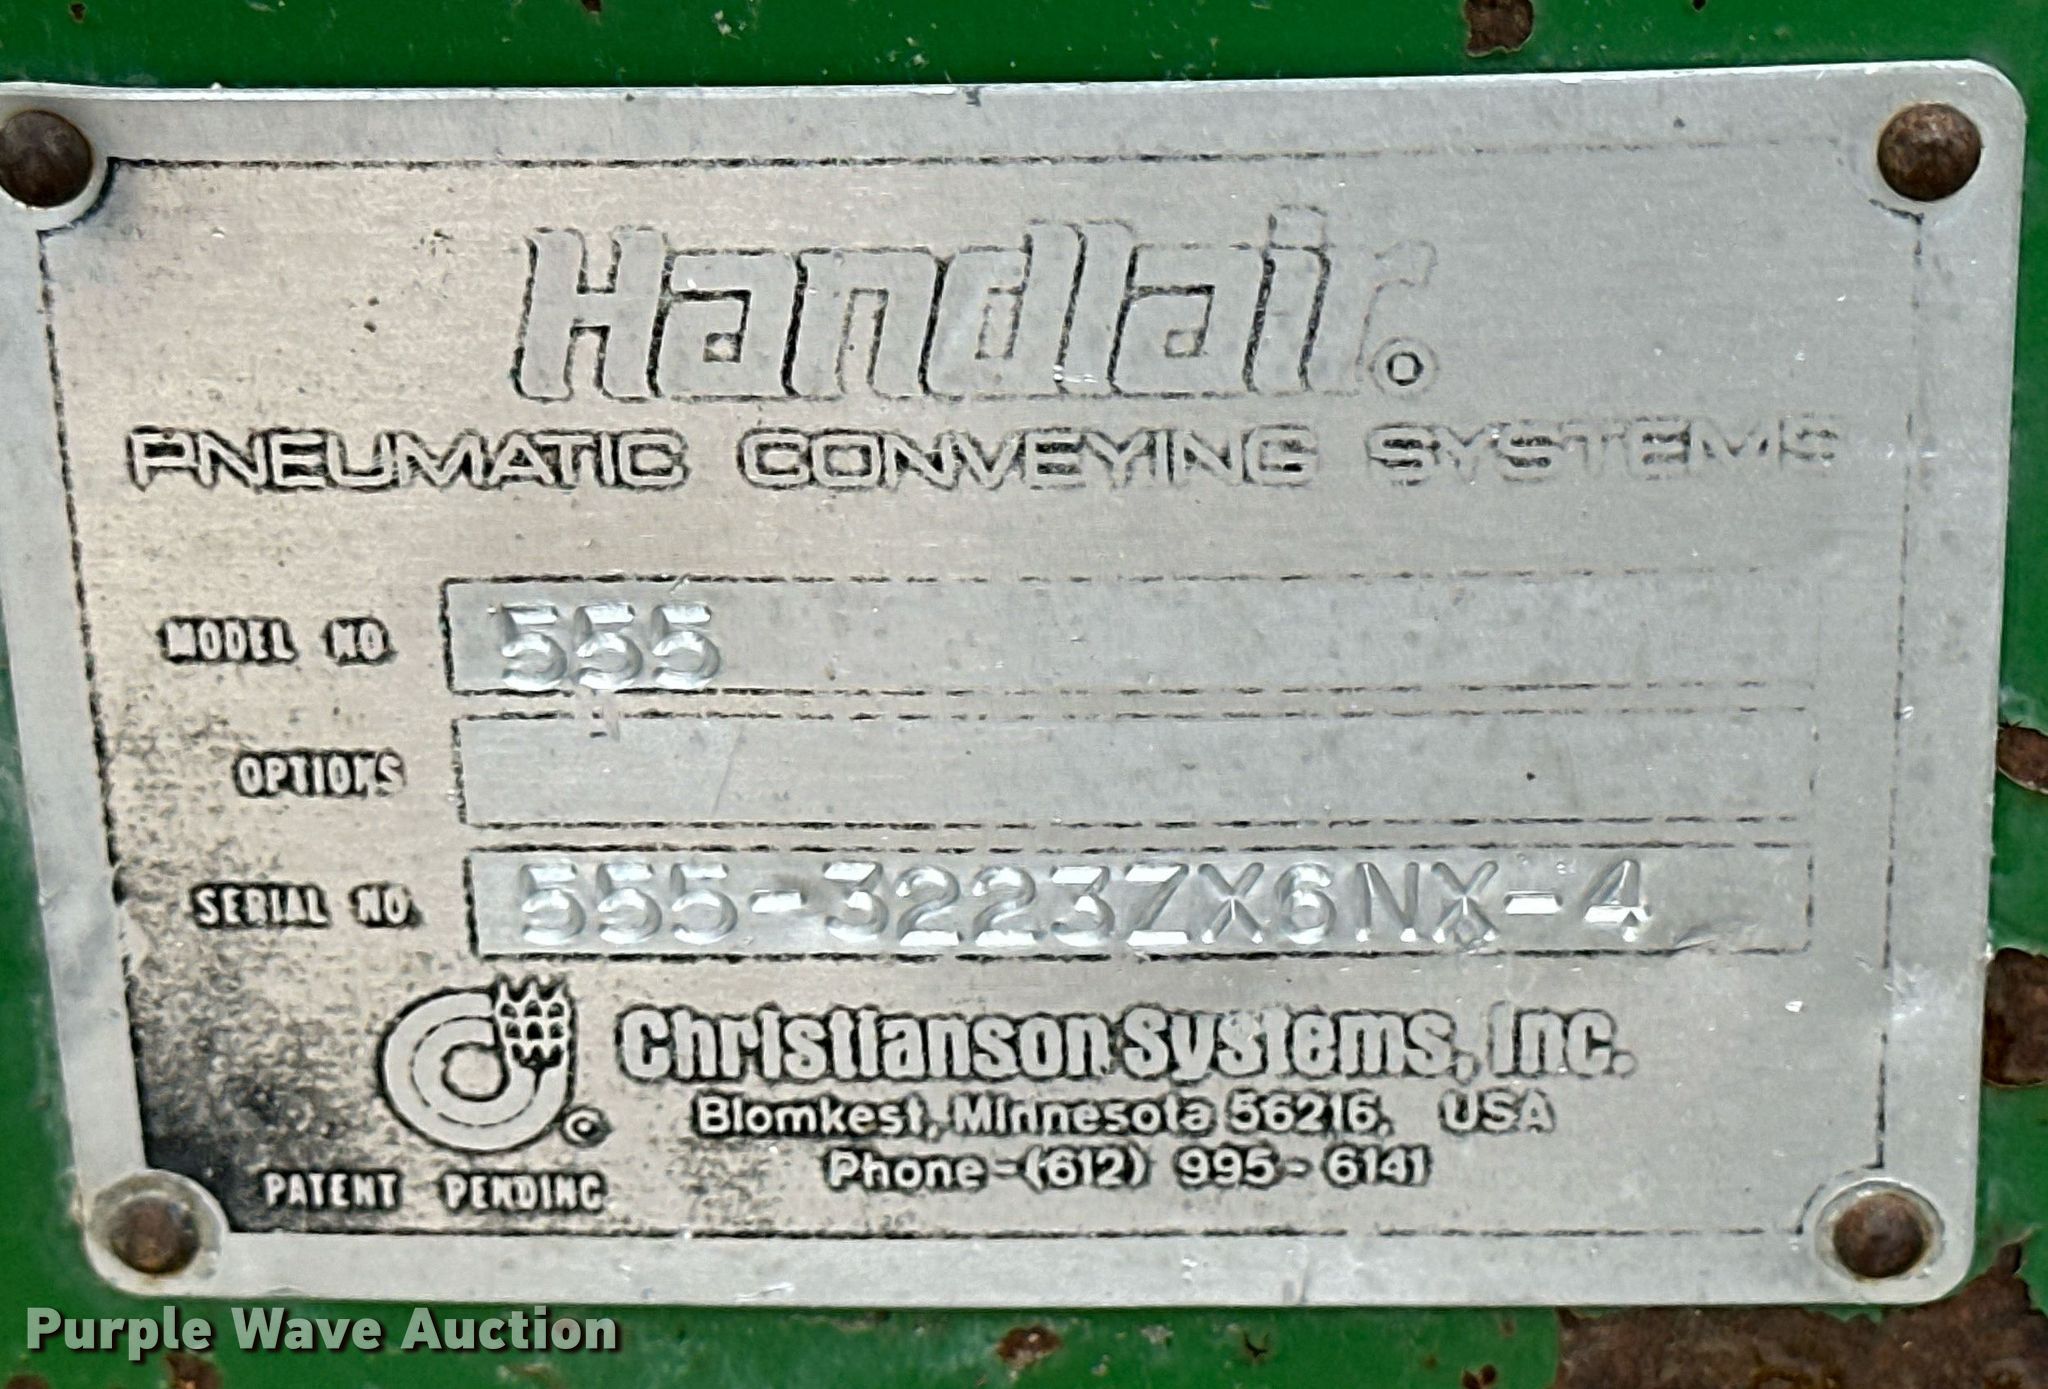 Handlair®
PNEUMATIC CONVEYING SYSTEMS
MODEL NO. 555
OPTIONS
SERIAL NO. 555-3223ZX6NX-4
Christianson Systems, Inc.
Blomkest, Minnesota 56216, USA
Phone-(612) 995-6141
PATENT PENDING
Purple Wave Auction